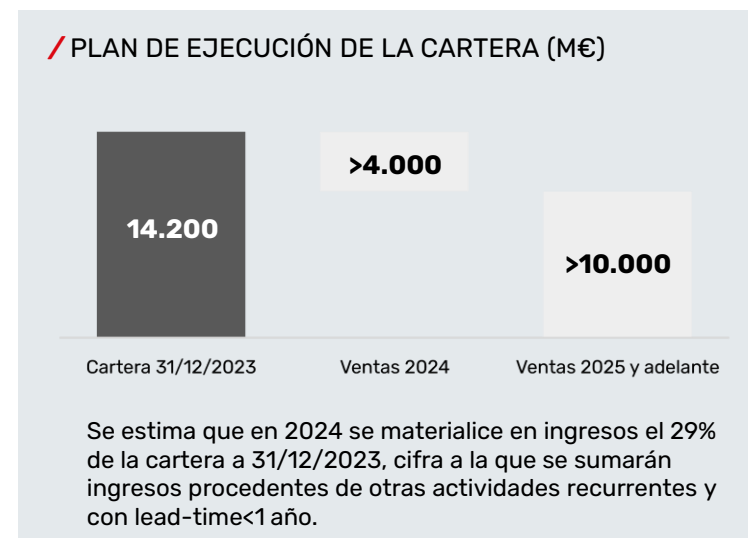 / PLAN DE EJECUCIÓN DE LA CARTERA (M€)
>4.000
14.200
>10.000
Cartera 31/12/2023 Ventas 2024 Ventas 2025 y adelante
Se estima que en 2024 se materialice en ingresos el 29%
de la cartera a 31/12/2023, cifra a la que se sumarán
ingresos procedentes de otras actividades recurrentes y
con lead-time<1 año.